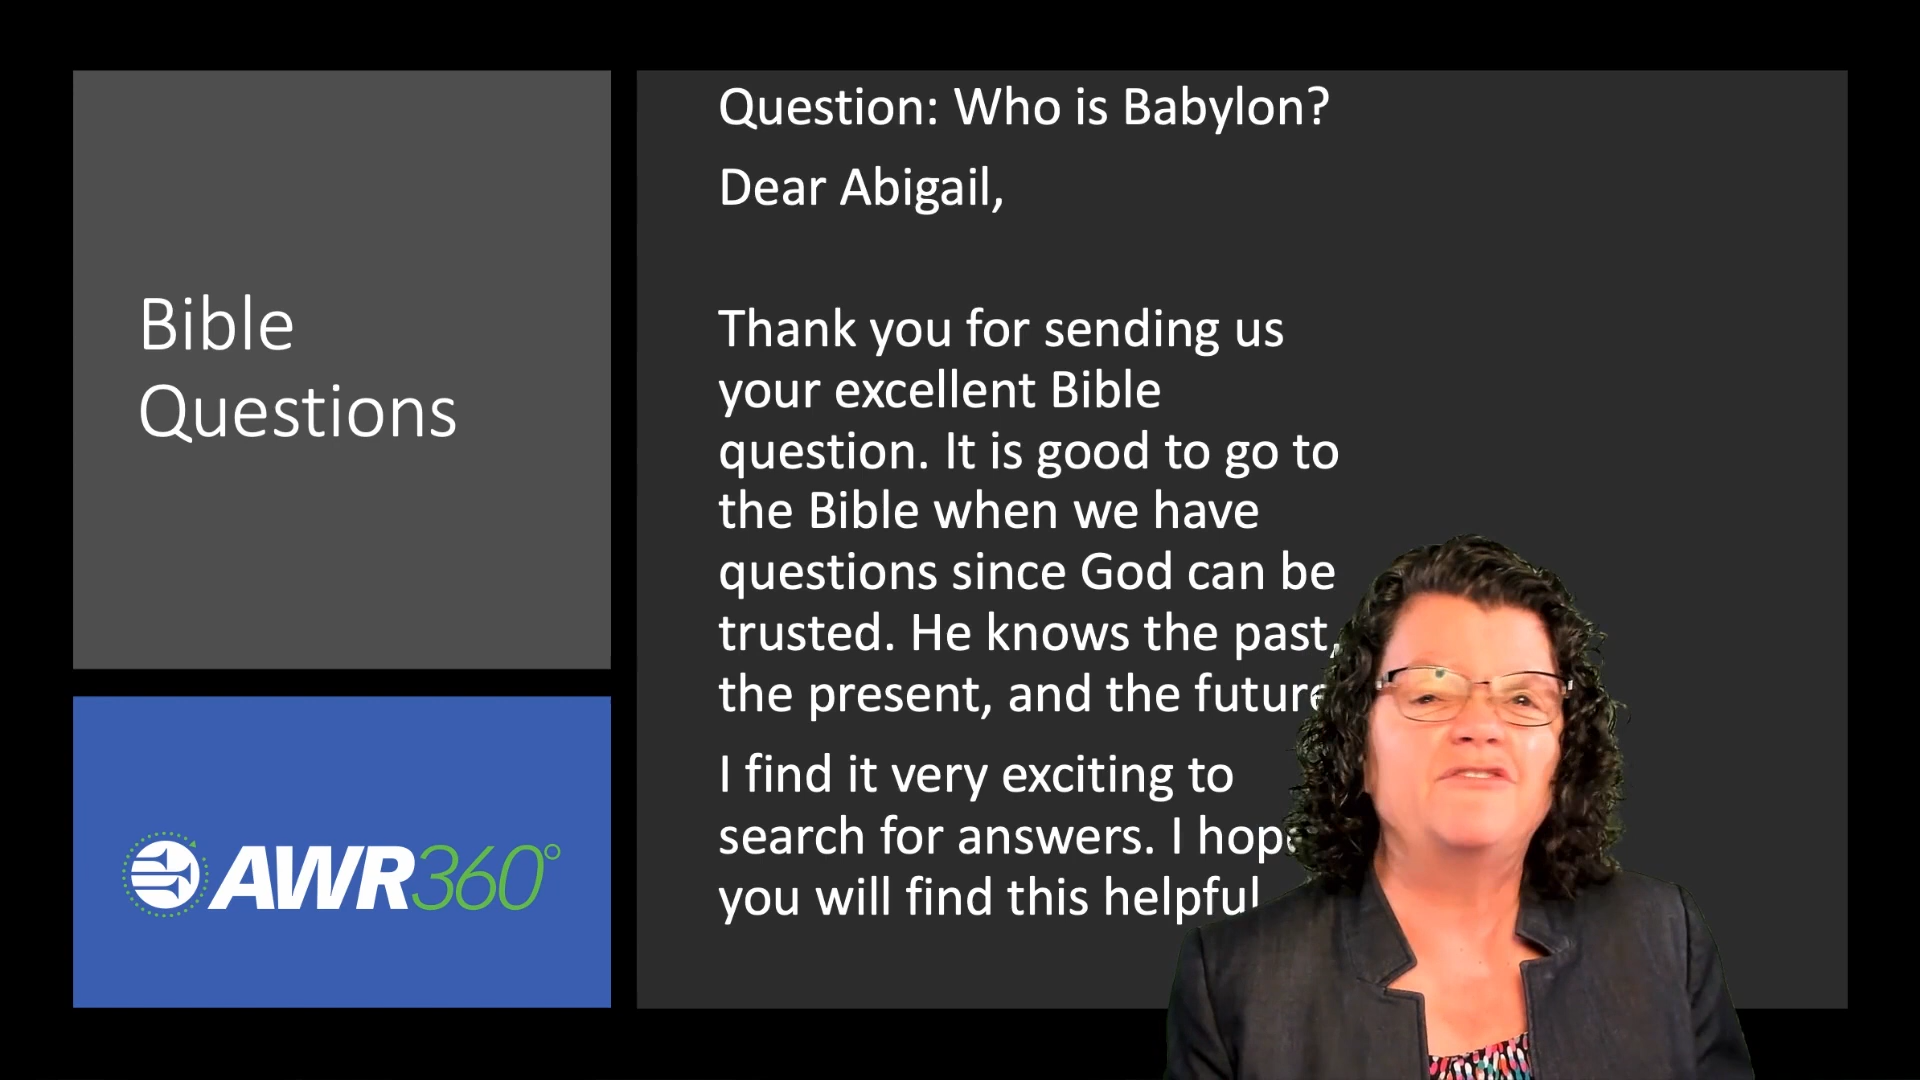 Bible
Questions
AWR360°
Question: Who is Babylon?
Dear Abigail,
Thank you for sending us
your excellent Bible
question. It is good to go to
the Bible when we have
questions since God can be
trusted. He knows the past,
the present, and the future
I find it very exciting to
search for answers. I hope
you will find this helpful